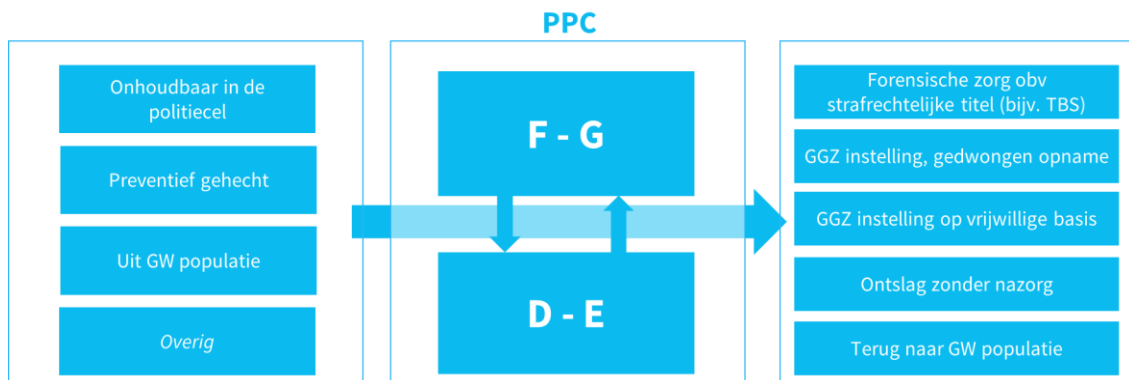 PPC
Onhoudbaar in de
politiecel
Preventief gehecht
Uit GW populatie
Overig
F - G
D - E
Forensische zorg obv
strafrechtelijke titel (bijv. TBS)
GGZ instelling, gedwongen opname
GGZ instelling op vrijwillige basis
Ontslag zonder nazorg
Terug naar GW populatie